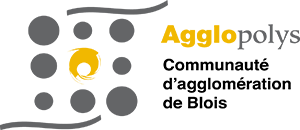 Agglopolys
Communauté
d'agglomération
de Blois